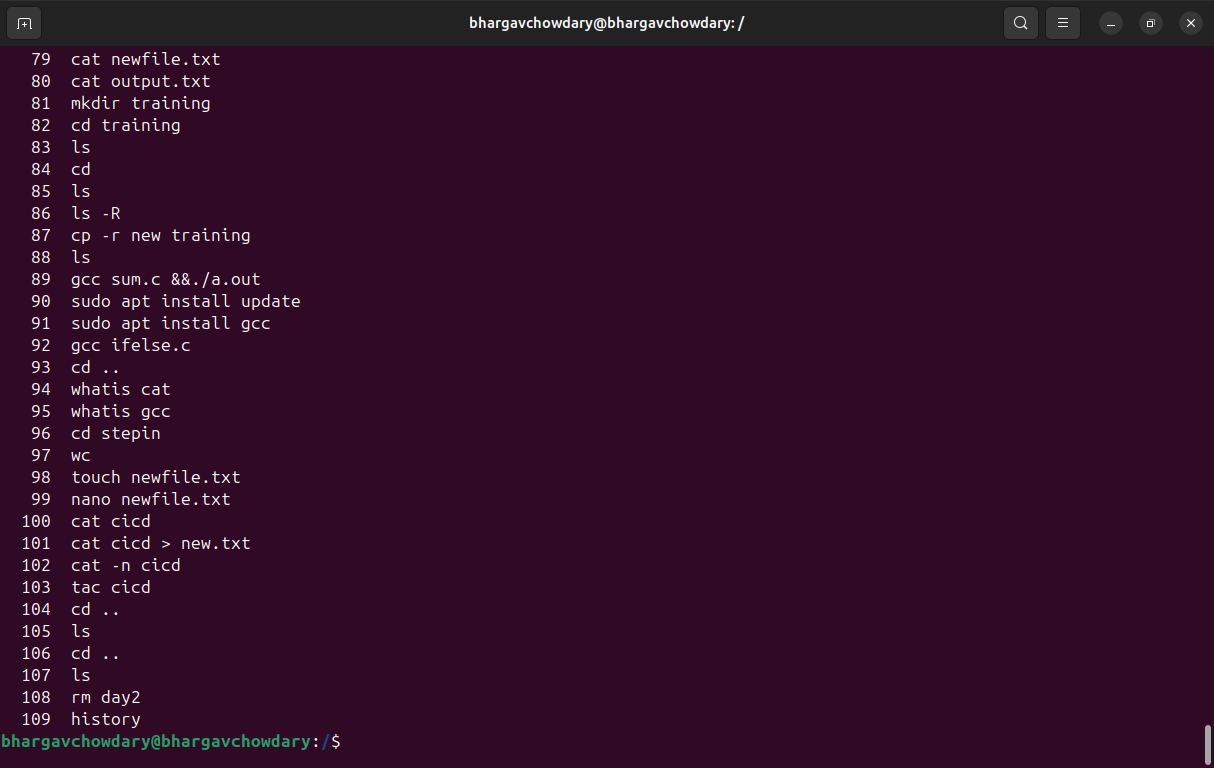 bhargavchowdary@bhargavchowdary: /
79 cat newfile.txt
80 cat output.txt
81 mkdir training
82 cd training
83 ls
84 cd
85 ls
86 ls -R
87 cp -r new training
88 ls
89 gcc sum.c &&./a.out
90 sudo apt install update
91 sudo apt install gcc
92 gcc ifelse.c
93 cd ..
94 whatis cat
95 whatis gcc
96 cd stepin
97 wc
98 touch newfile.txt
99 nano newfile.txt
100 cat cicd
101 cat cicd > new.txt
102 cat -n cicd
103 tac cicd
104 cd ..
105 ls
106 cd ..
107 ls
108 rm day2
109 history
bhargavchowdary@bhargavchowdary:/$